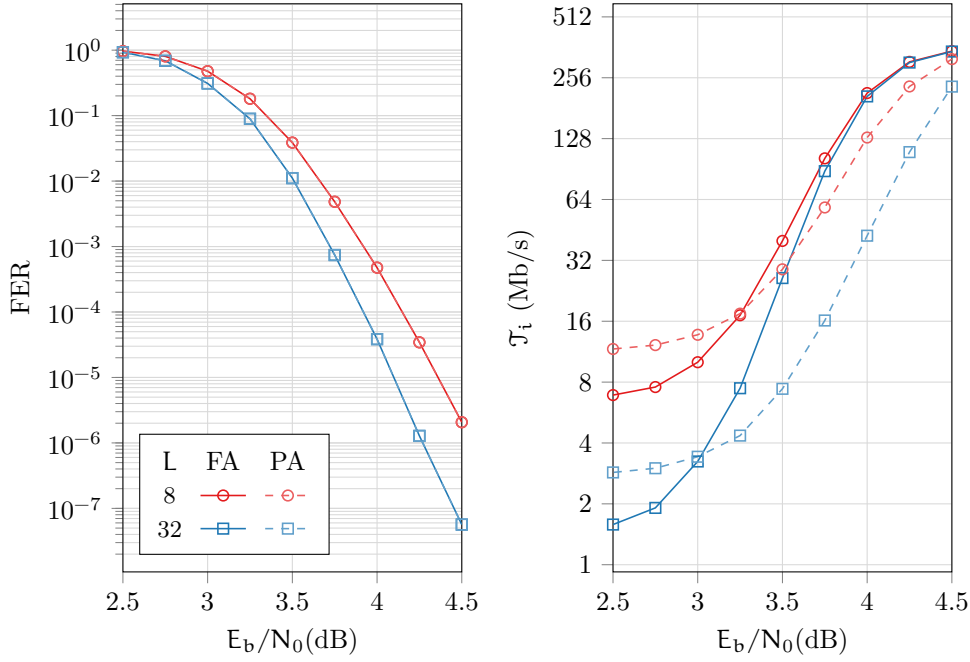 FER
10⁰
10⁻¹
10⁻²
10⁻³
10⁻⁴
10⁻⁵
10⁻⁶
10⁻⁷
L FA PA
8
32
2.5 3 3.5 4 4.5
E_b/N_0(dB)
𝒯_i (Mb/s)
512
256
128
64
32
16
8
4
2
1
2.5 3 3.5 4 4.5
E_b/N_0(dB)